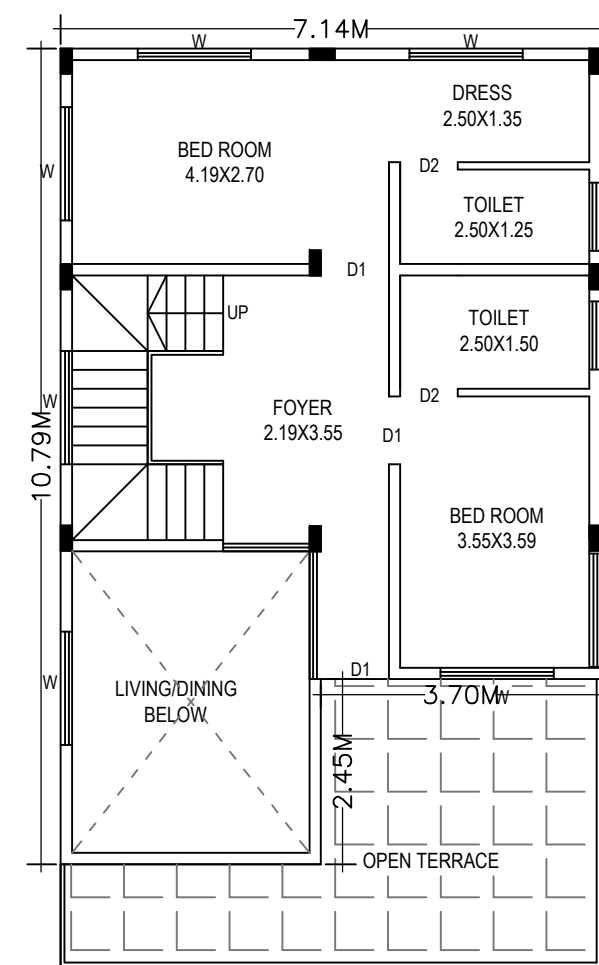 7.14M
W
W
DRESS
2.50X1.35
BED ROOM
4.19X2.70
D2
W
TOILET
2.50X1.25
D1
UP
TOILET
2.50X1.50
D2
W
FOYER
2.19X3.55
D1
10.79M
BED ROOM
3.55X3.59
D1
W
LIVING/DINING
BELOW
3.70M
W
2.45M
OPEN TERRACE